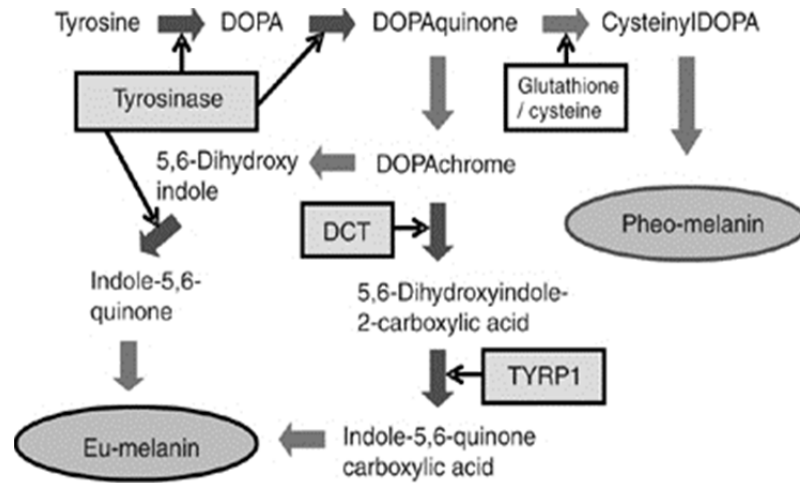 Tyrosine
DOPA
DOPAquinone
CysteinylDOPA
Tyrosinase
Glutathione
/ cysteine
5,6-Dihydroxy
indole
DOPAchrome
DCT
Pheo-melanin
Indole-5,6-
quinone
5,6-Dihydroxyindole-
2-carboxylic acid
TYRP1
Eu-melanin
Indole-5,6-quinone
carboxylic acid